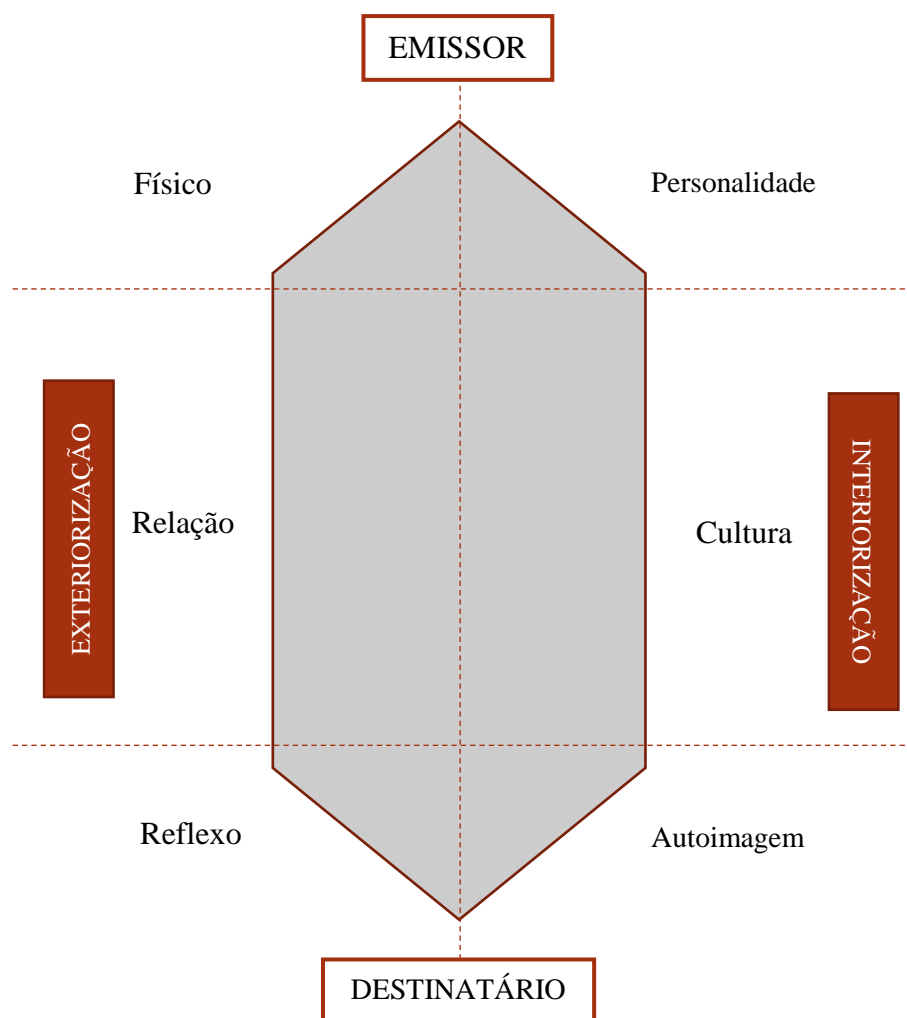 EMISSOR
Físico
Personalidade
EXTERIORIZAÇÃO
Relação
Cultura
INTERIORIZAÇÃO
Reflexo
Autoimagem
DESTINATÁRIO